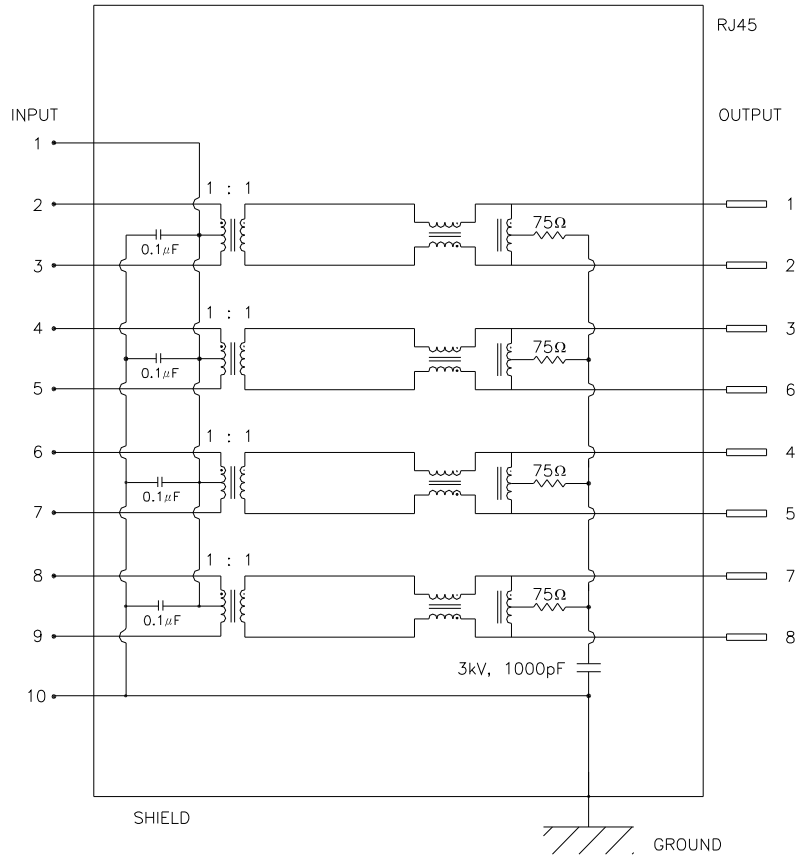 RJ45
INPUT
OUTPUT
1
1 : 1
2
1
75Ω
0.1μF
3
2
1 : 1
4
3
75Ω
0.1μF
5
6
1 : 1
6
4
75Ω
0.1μF
7
5
1 : 1
8
7
75Ω
0.1μF
9
8
3kV, 1000pF
10
SHIELD
GROUND